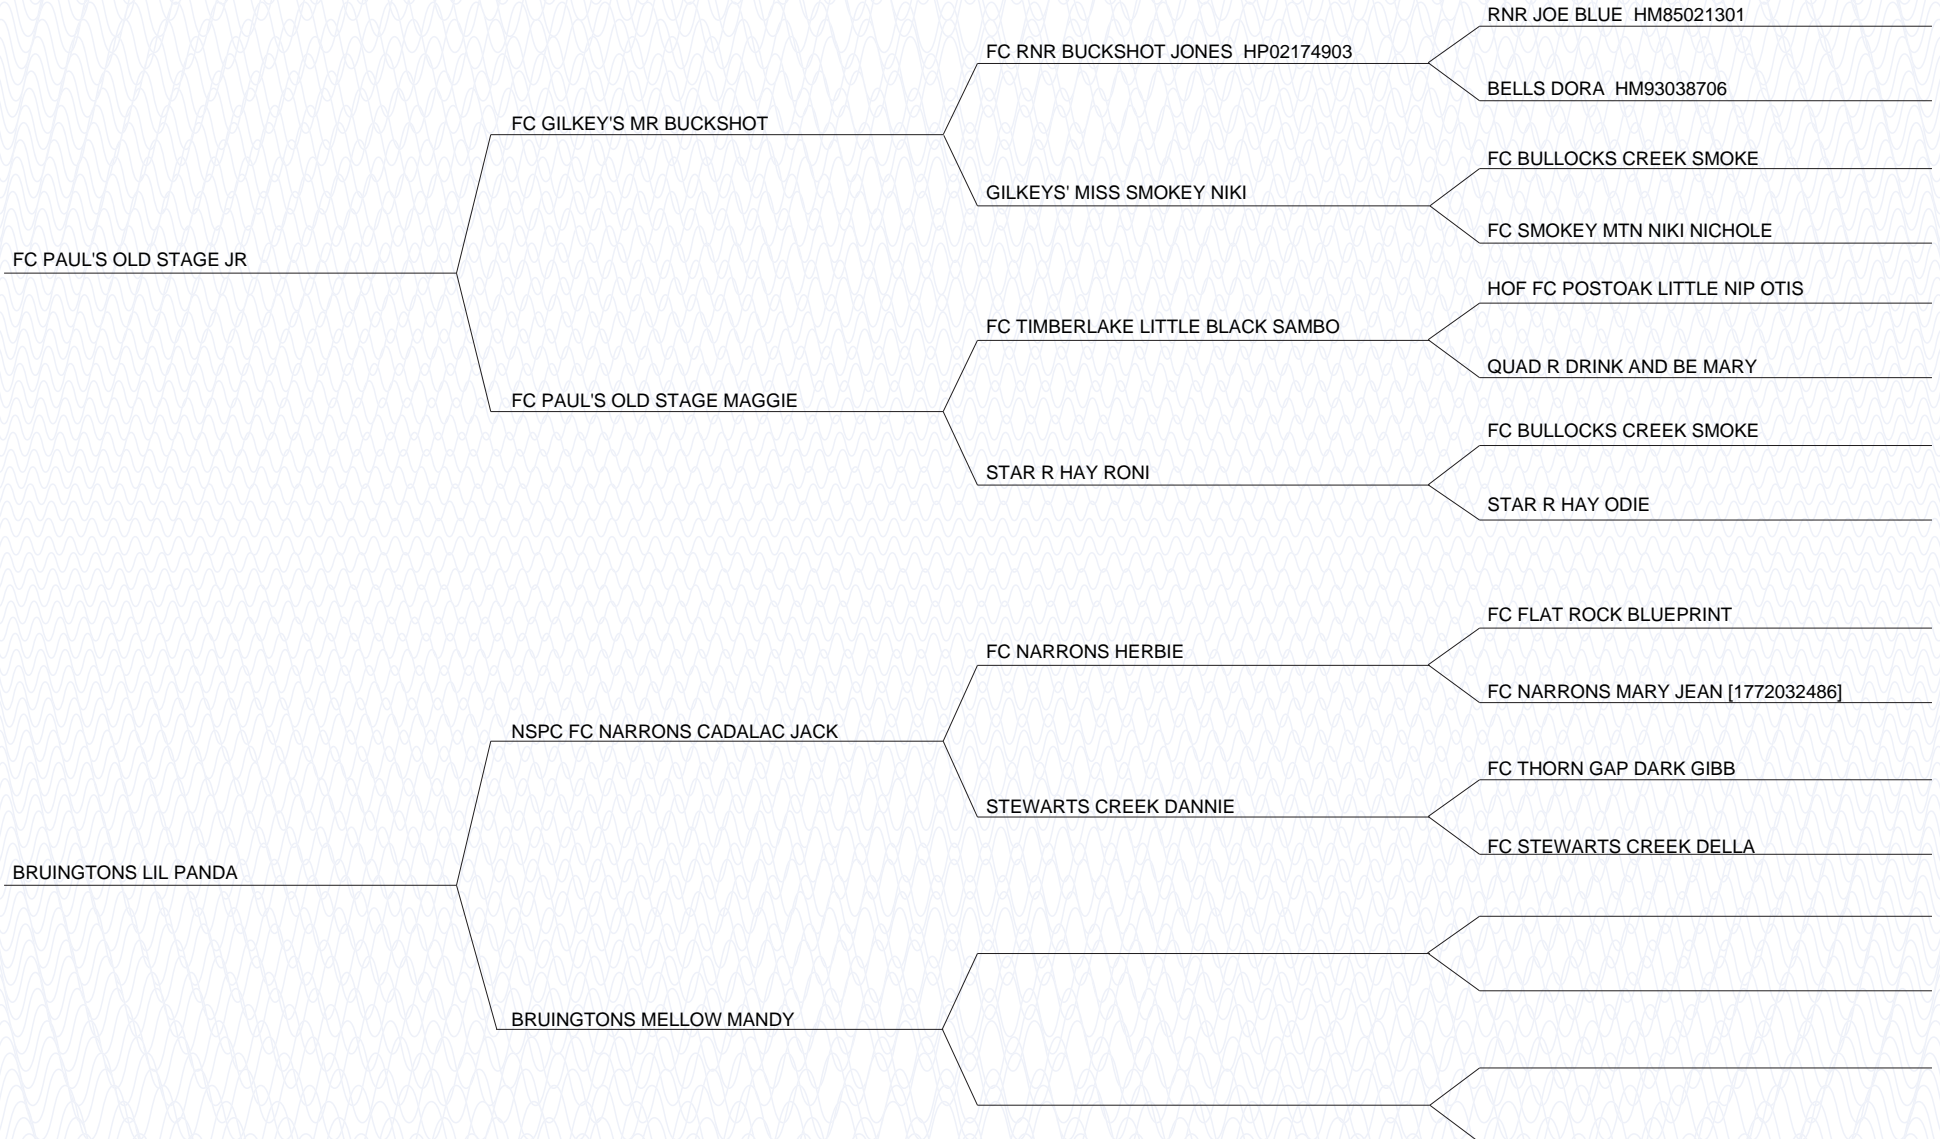 RNR JOE BLUE  HM85021301
FC RNR BUCKSHOT JONES  HP02174903
BELLS DORA  HM93038706
FC GILKEY'S MR BUCKSHOT
FC BULLOCKS CREEK SMOKE
GILKEYS' MISS SMOKEY NIKI
FC SMOKEY MTN NIKI NICHOLE
FC PAUL'S OLD STAGE JR
HOF FC POSTOAK LITTLE NIP OTIS
FC TIMBERLAKE LITTLE BLACK SAMBO
QUAD R DRINK AND BE MARY
FC PAUL'S OLD STAGE MAGGIE
FC BULLOCKS CREEK SMOKE
STAR R HAY RONI
STAR R HAY ODIE
FC FLAT ROCK BLUEPRINT
FC NARRONS HERBIE
FC NARRONS MARY JEAN [1772032486]
NSPC FC NARRONS CADALAC JACK
FC THORN GAP DARK GIBB
STEWARTS CREEK DANNIE
FC STEWARTS CREEK DELLA
BRUINGTONS LIL PANDA
BRUINGTONS MELLOW MANDY